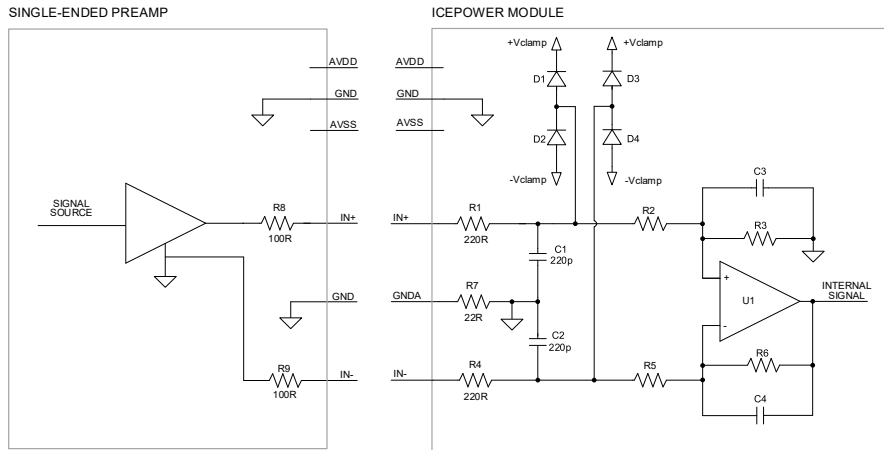 SINGLE-ENDED PREAMP
ICEPOWER MODULE
+Vclamp
+Vclamp
AVDD
AVDD
D1
D3
GND
GND
AVSS
AVSS
D2
D4
-Vclamp
-Vclamp
C3
SIGNAL
SOURCE
R8
100R
IN+
IN+
R1
220R
R2
R3
C1
220p
+
U1
-
INTERNAL
SIGNAL
GND
GNDA
R7
22R
C2
220p
R9
100R
IN-
IN-
R4
220R
R5
R6
C4